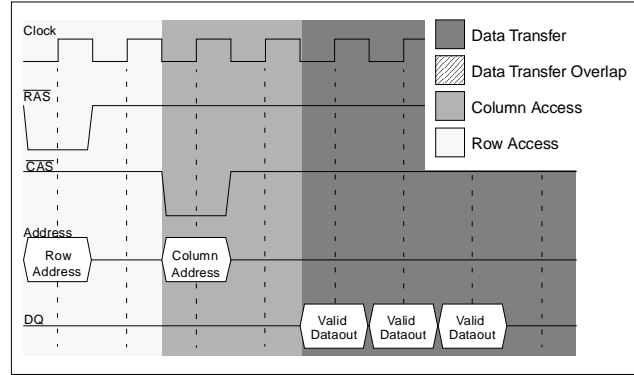 Clock
RAS
CAS
Address
Row
Address
Column
Address
DQ
Valid
Dataout
Valid
Dataout
Valid
Dataout
Data Transfer
Data Transfer Overlap
Column Access
Row Access